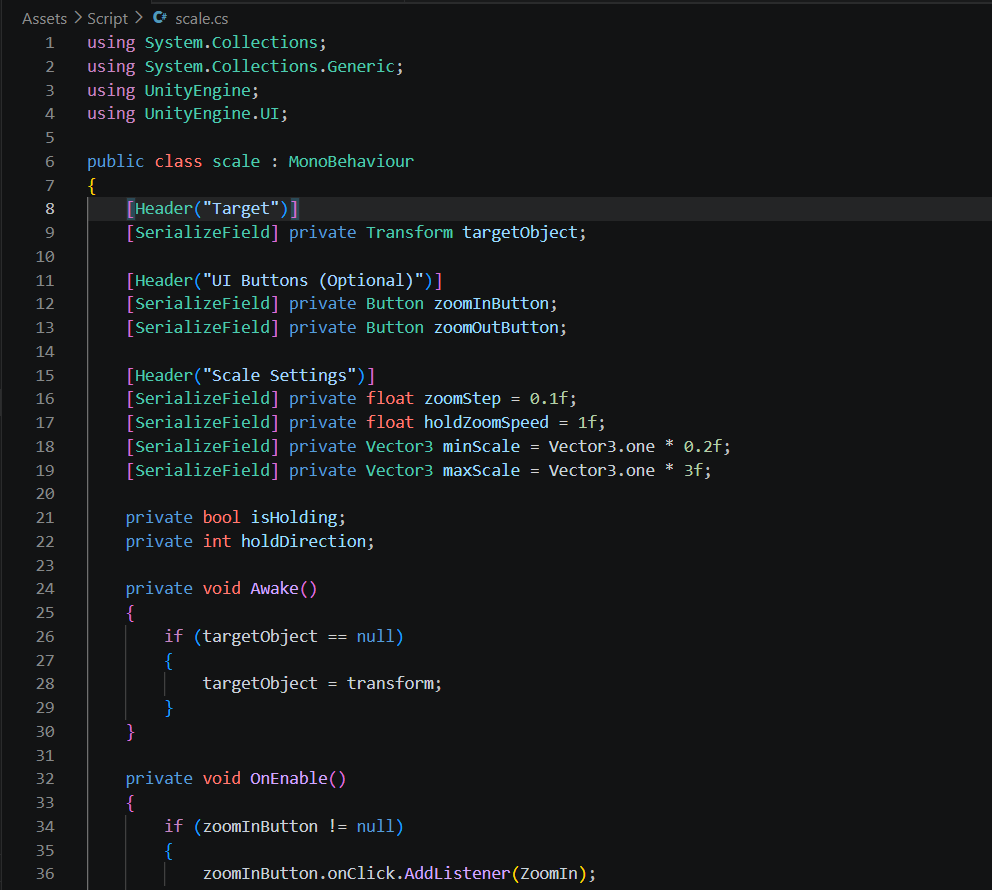 Assets > Script > C# scale.cs
1 using System.Collections;
2 using System.Collections.Generic;
3 using UnityEngine;
4 using UnityEngine.UI;
5
6 public class scale : MonoBehaviour
7 {
8     [Header("Target")]
9     [SerializeField] private Transform targetObject;
10
11     [Header("UI Buttons (Optional)")]
12     [SerializeField] private Button zoomInButton;
13     [SerializeField] private Button zoomOutButton;
14
15     [Header("Scale Settings")]
16     [SerializeField] private float zoomStep = 0.1f;
17     [SerializeField] private float holdZoomSpeed = 1f;
18     [SerializeField] private Vector3 minScale = Vector3.one * 0.2f;
19     [SerializeField] private Vector3 maxScale = Vector3.one * 3f;
20
21     private bool isHolding;
22     private int holdDirection;
23
24     private void Awake()
25     {
26         if (targetObject == null)
27         {
28             targetObject = transform;
29         }
30     }
31
32     private void OnEnable()
33     {
34         if (zoomInButton != null)
35         {
36             zoomInButton.onClick.AddListener(ZoomIn);